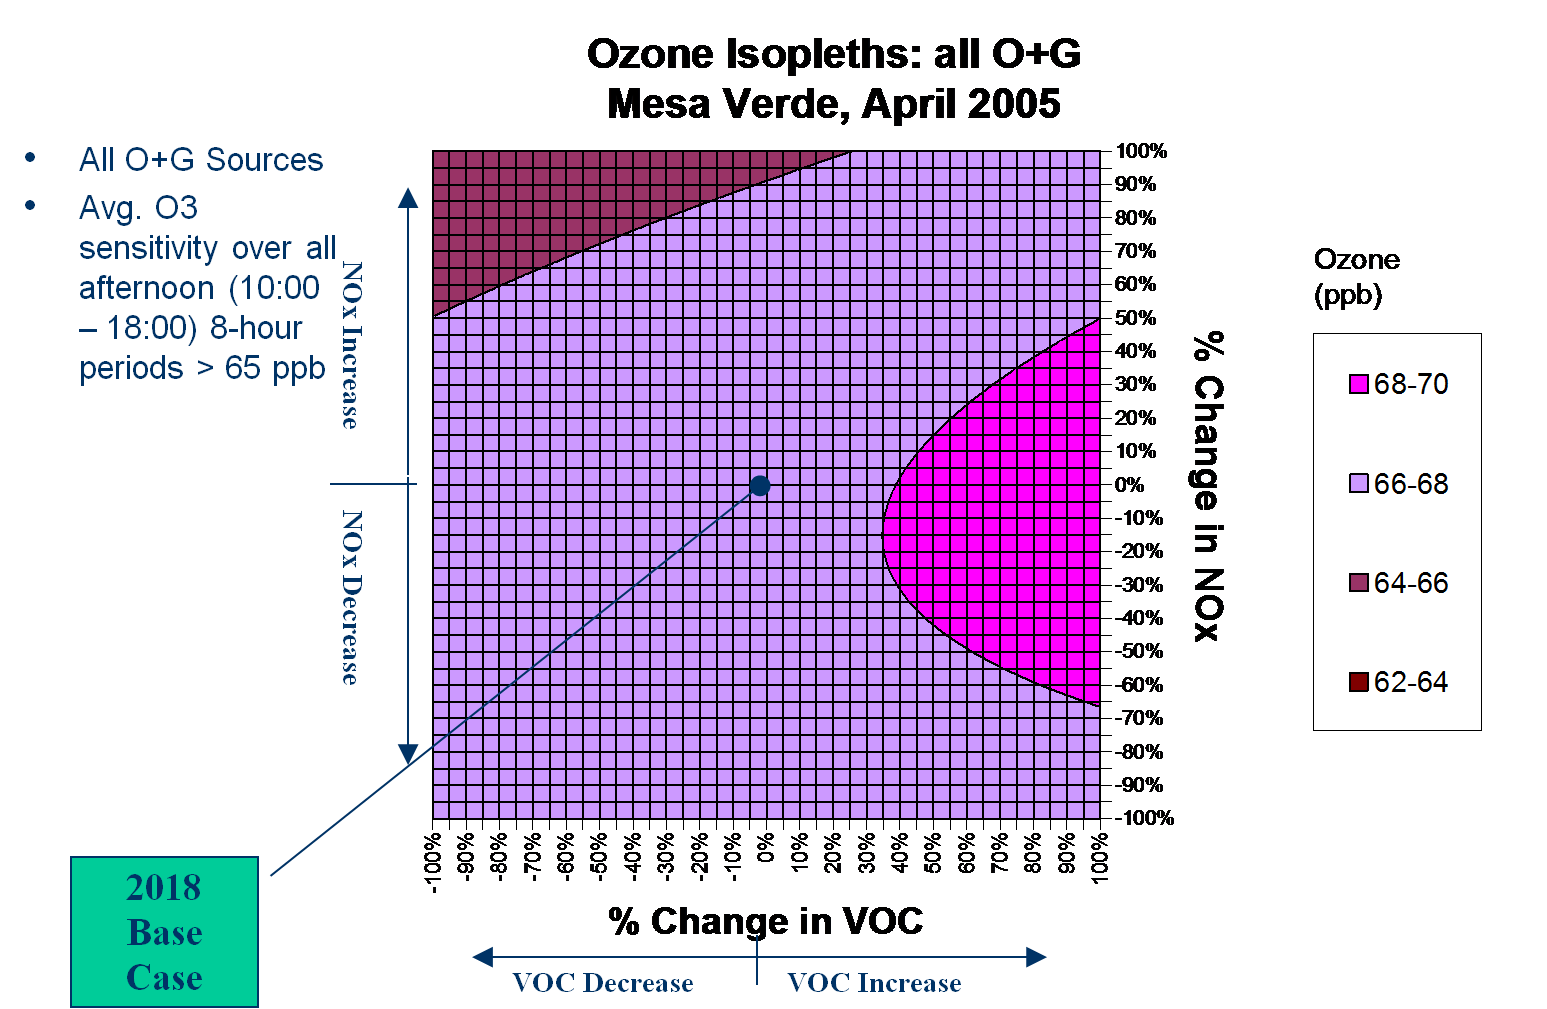 Ozone Isopleths: all O+G
Mesa Verde, April 2005
• All O+G Sources
• Avg. O3
sensitivity over all
afternoon (10:00
– 18:00) 8-hour
periods > 65 ppb
NOx Increase
NOx Decrease
100%
90%
80%
70%
60%
50%
40%
30%
20%
10%
0%
-10%
-20%
-30%
-40%
-50%
-60%
-70%
-80%
-90%
-100%
% Change in NOx
Ozone
(ppb)
68-70
66-68
64-66
62-64
-100%
-90%
-80%
-70%
-60%
-50%
-40%
-30%
-20%
-10%
0%
10%
20%
30%
40%
50%
60%
70%
80%
90%
100%
% Change in VOC
VOC Decrease
VOC Increase
2018
Base
Case